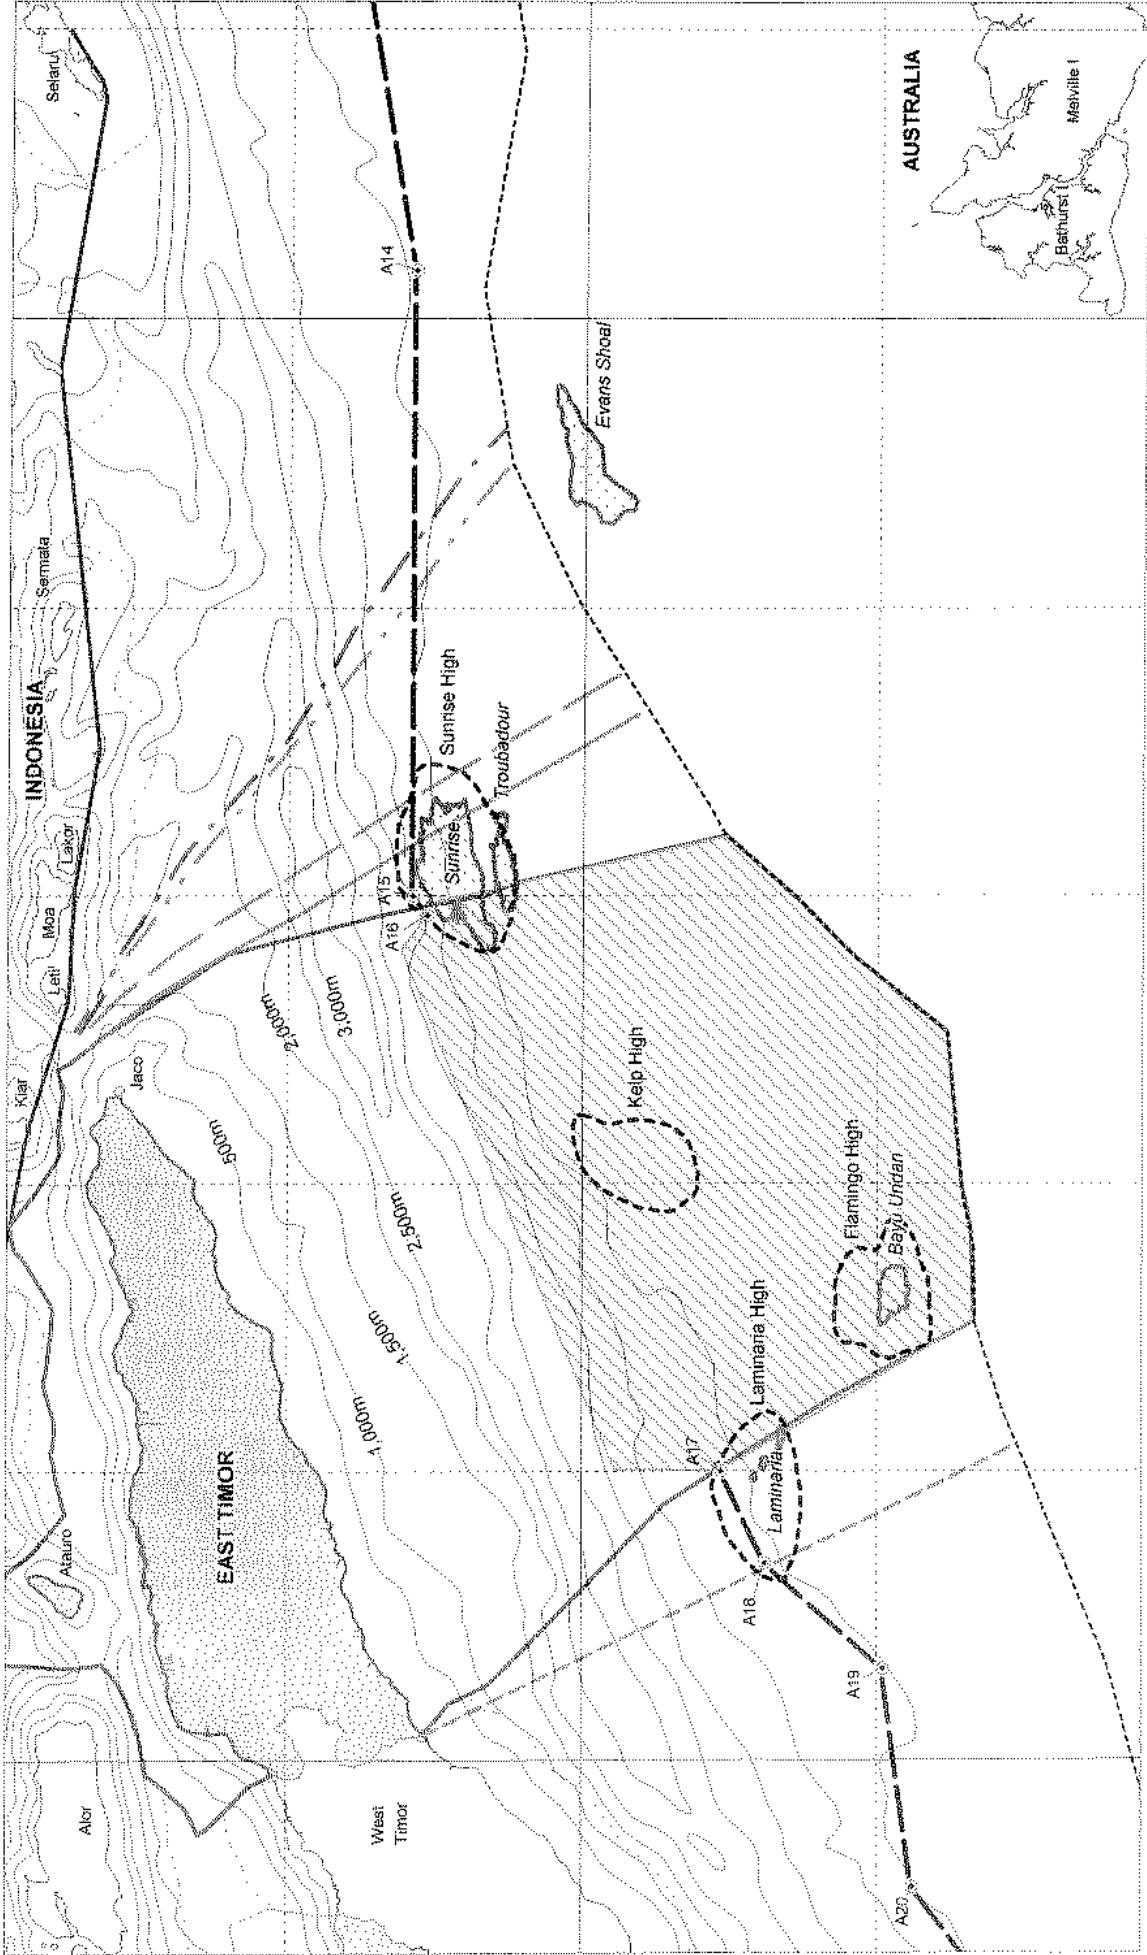 Alor
Atauro
Kiar
Leti
Moa
Lakor
INDONESIA
Sermata
Selaru
EAST TIMOR
Jaco
West
Timor
500m
2,000m
3,000m
2,500m
1,500m
1,000m
A16
A15
A14
Sunrise
Sunrise High
Troubadour
Evans Shoal
Kelp High
A17
Laminaria High
Laminaria
A18
Flamingo High
Bayu Undan
A19
A20
AUSTRALIA
Bathurst I
Melville I